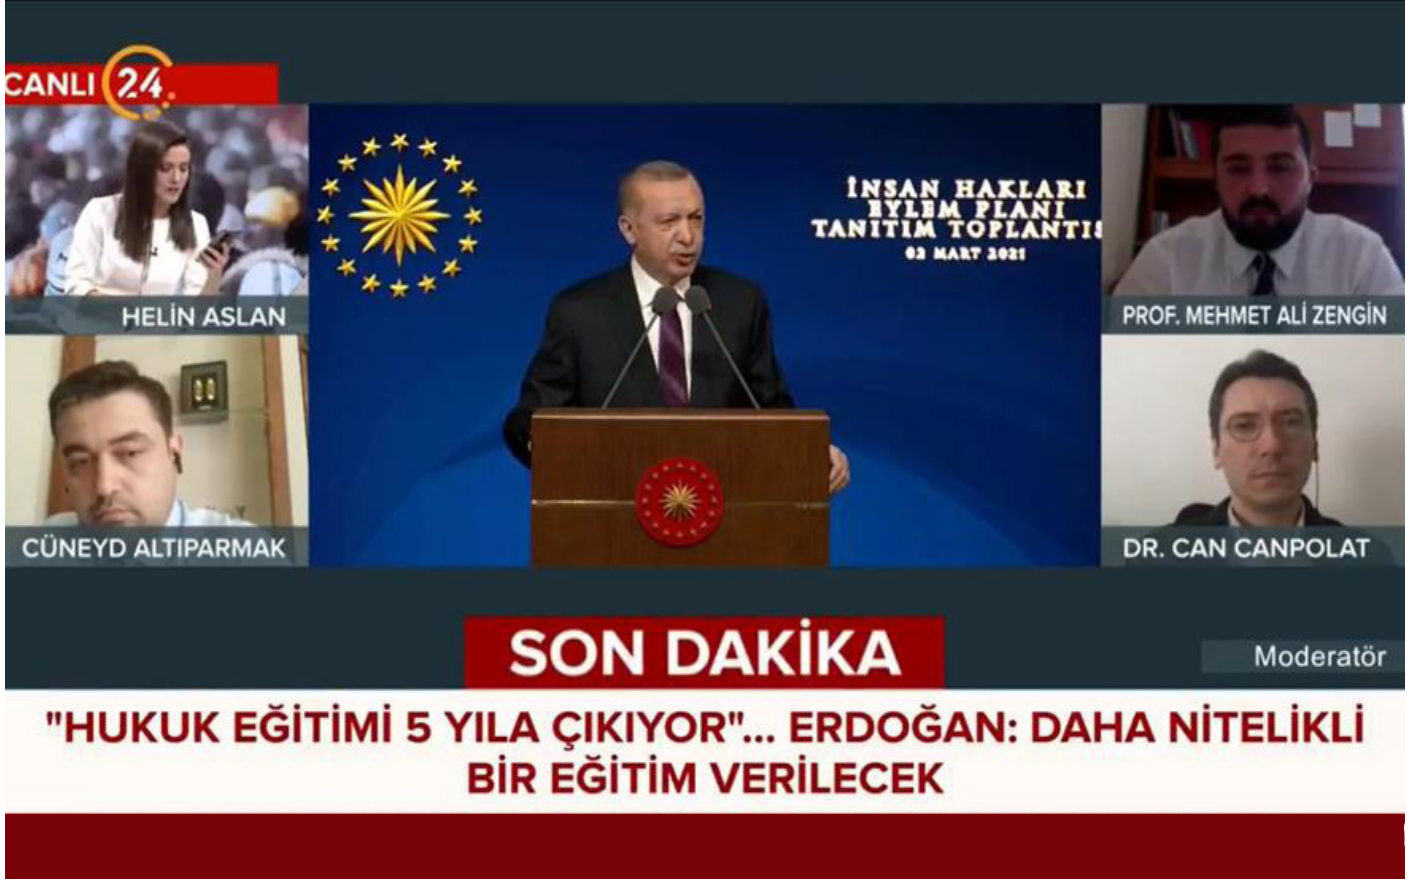 CANLI 24
İNSAN HAKLARI
EYLEM PLANI
TANITIM TOPLANTIS
02 MART 2021
HELİN ASLAN
PROF. MEHMET ALİ ZENGİN
CÜNEYD ALTIPARMAK
DR. CAN CANPOLAT
SON DAKİKA
Moderatör
"HUKUK EĞİTİMİ 5 YILA ÇIKIYOR"... ERDOĞAN: DAHA NİTELİKLİ
BİR EĞİTİM VERİLECEK